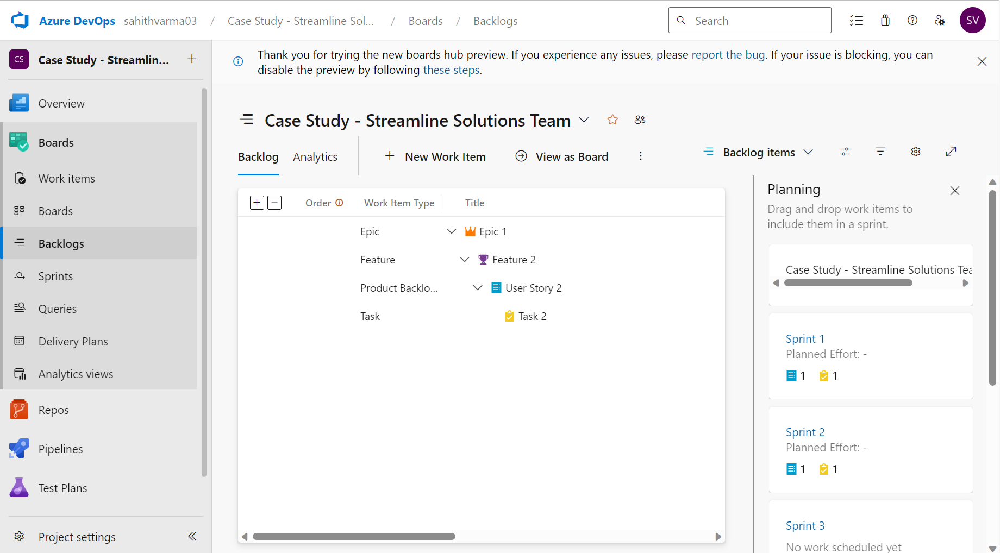 Azure DevOps sahithvarma03 / Case Study - Streamline Sol... / Boards / Backlogs
Search
SV
CS Case Study - Streamlin...
Thank you for trying the new boards hub preview. If you experience any issues, please report the bug. If your issue is blocking, you can
disable the preview by following these steps.
Overview
Boards
Work items
Boards
Backlogs
Sprints
Queries
Delivery Plans
Analytics views
Repos
Pipelines
Test Plans
Project settings
Case Study - Streamline Solutions Team
Backlog Analytics New Work Item View as Board Backlog items
Order Work Item Type Title
Epic Epic 1
Feature Feature 2
Product Backlo... User Story 2
Task Task 2
Planning
Drag and drop work items to
include them in a sprint.
Case Study - Streamline Solutions Tea
Sprint 1
Planned Effort: -
1 1
Sprint 2
Planned Effort: -
1 1
Sprint 3
No work scheduled yet